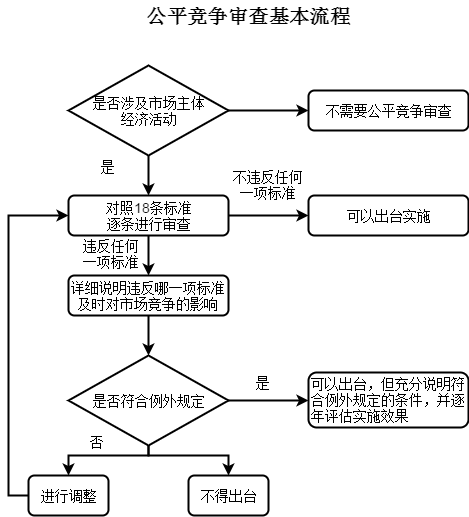 公平竞争审查基本流程
是否涉及市场主体
经济活动
不需要公平竞争审查
是
不违反任何
一项标准
对照18条标准
逐条进行审查
可以出台实施
违反任何
一项标准
详细说明违反哪一项标准
及时对市场竞争的影响
是否符合例外规定
是
可以出台，但充分说明符
合例外规定的条件，并逐
年评估实施效果
否
进行调整
不得出台